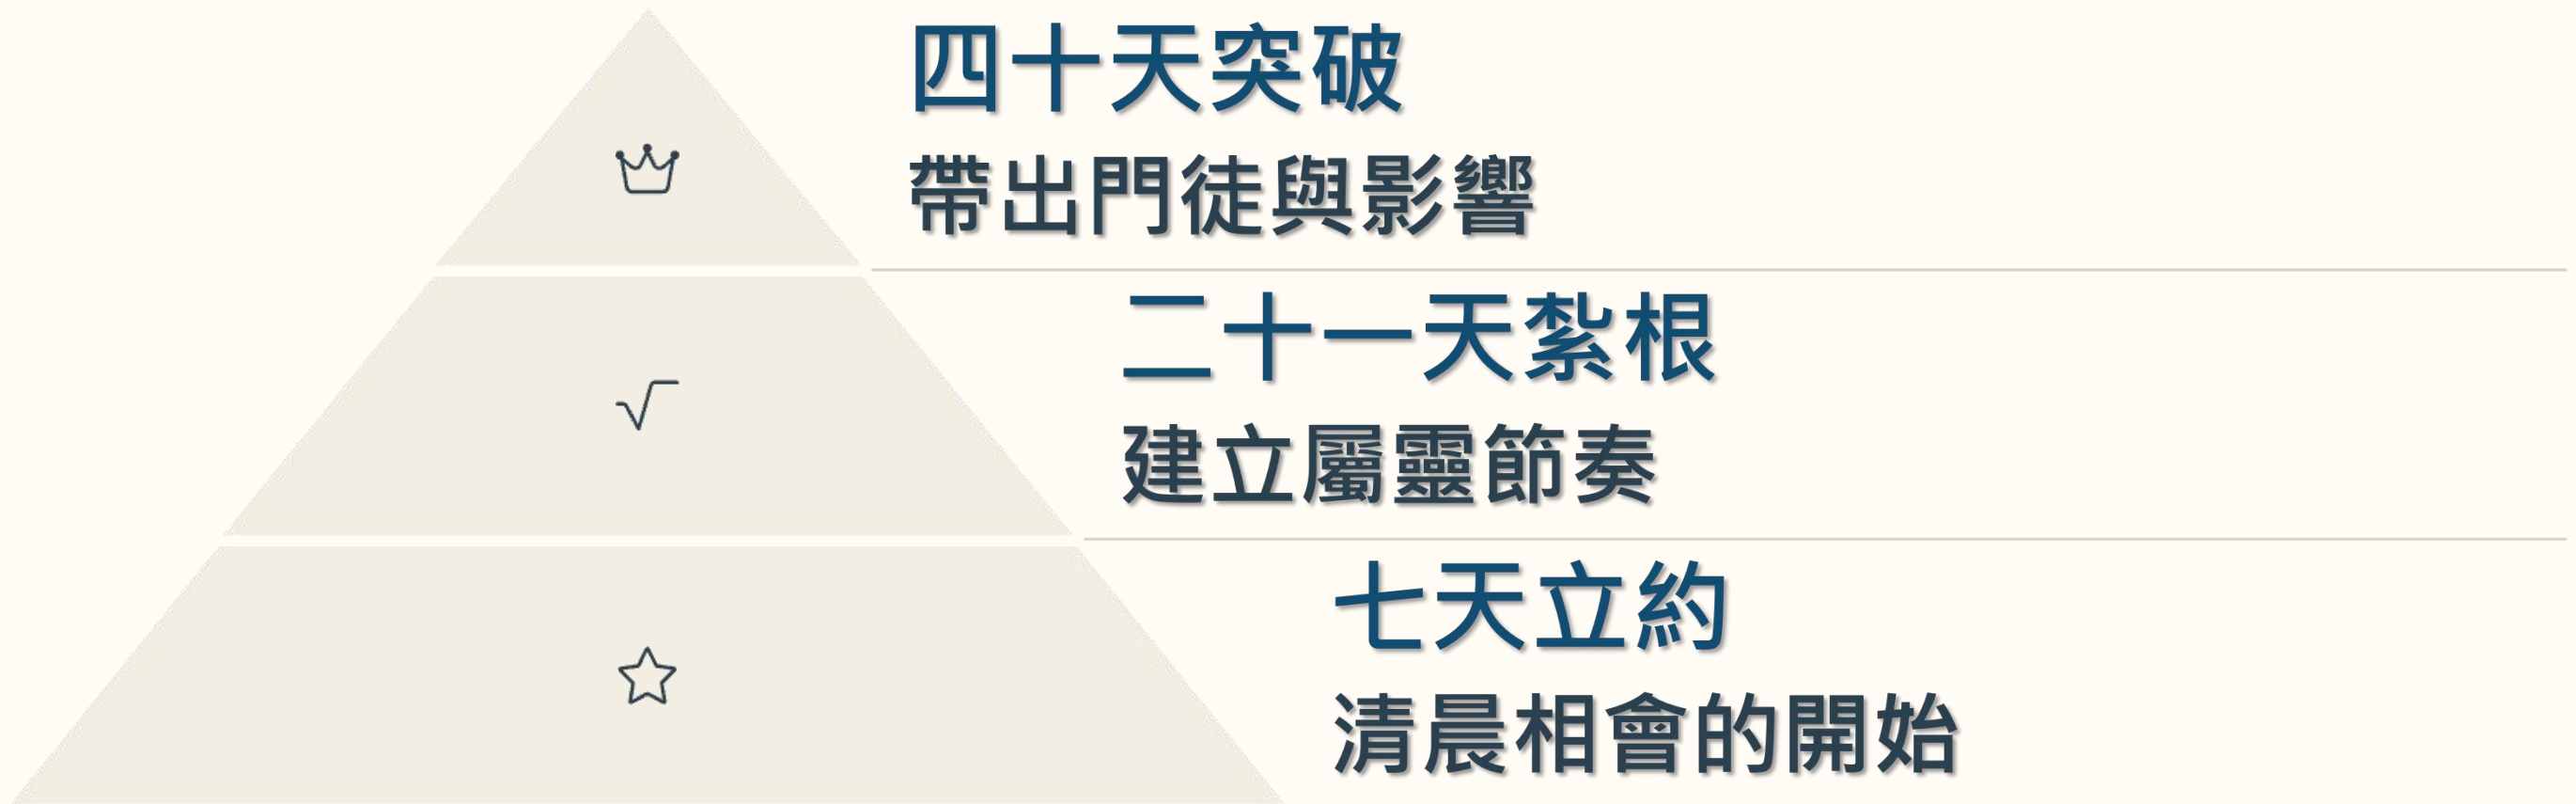 四十天突破
帶出門徒與影響
二十一天紮根
建立屬靈節奏
七天立約
清晨相會的開始